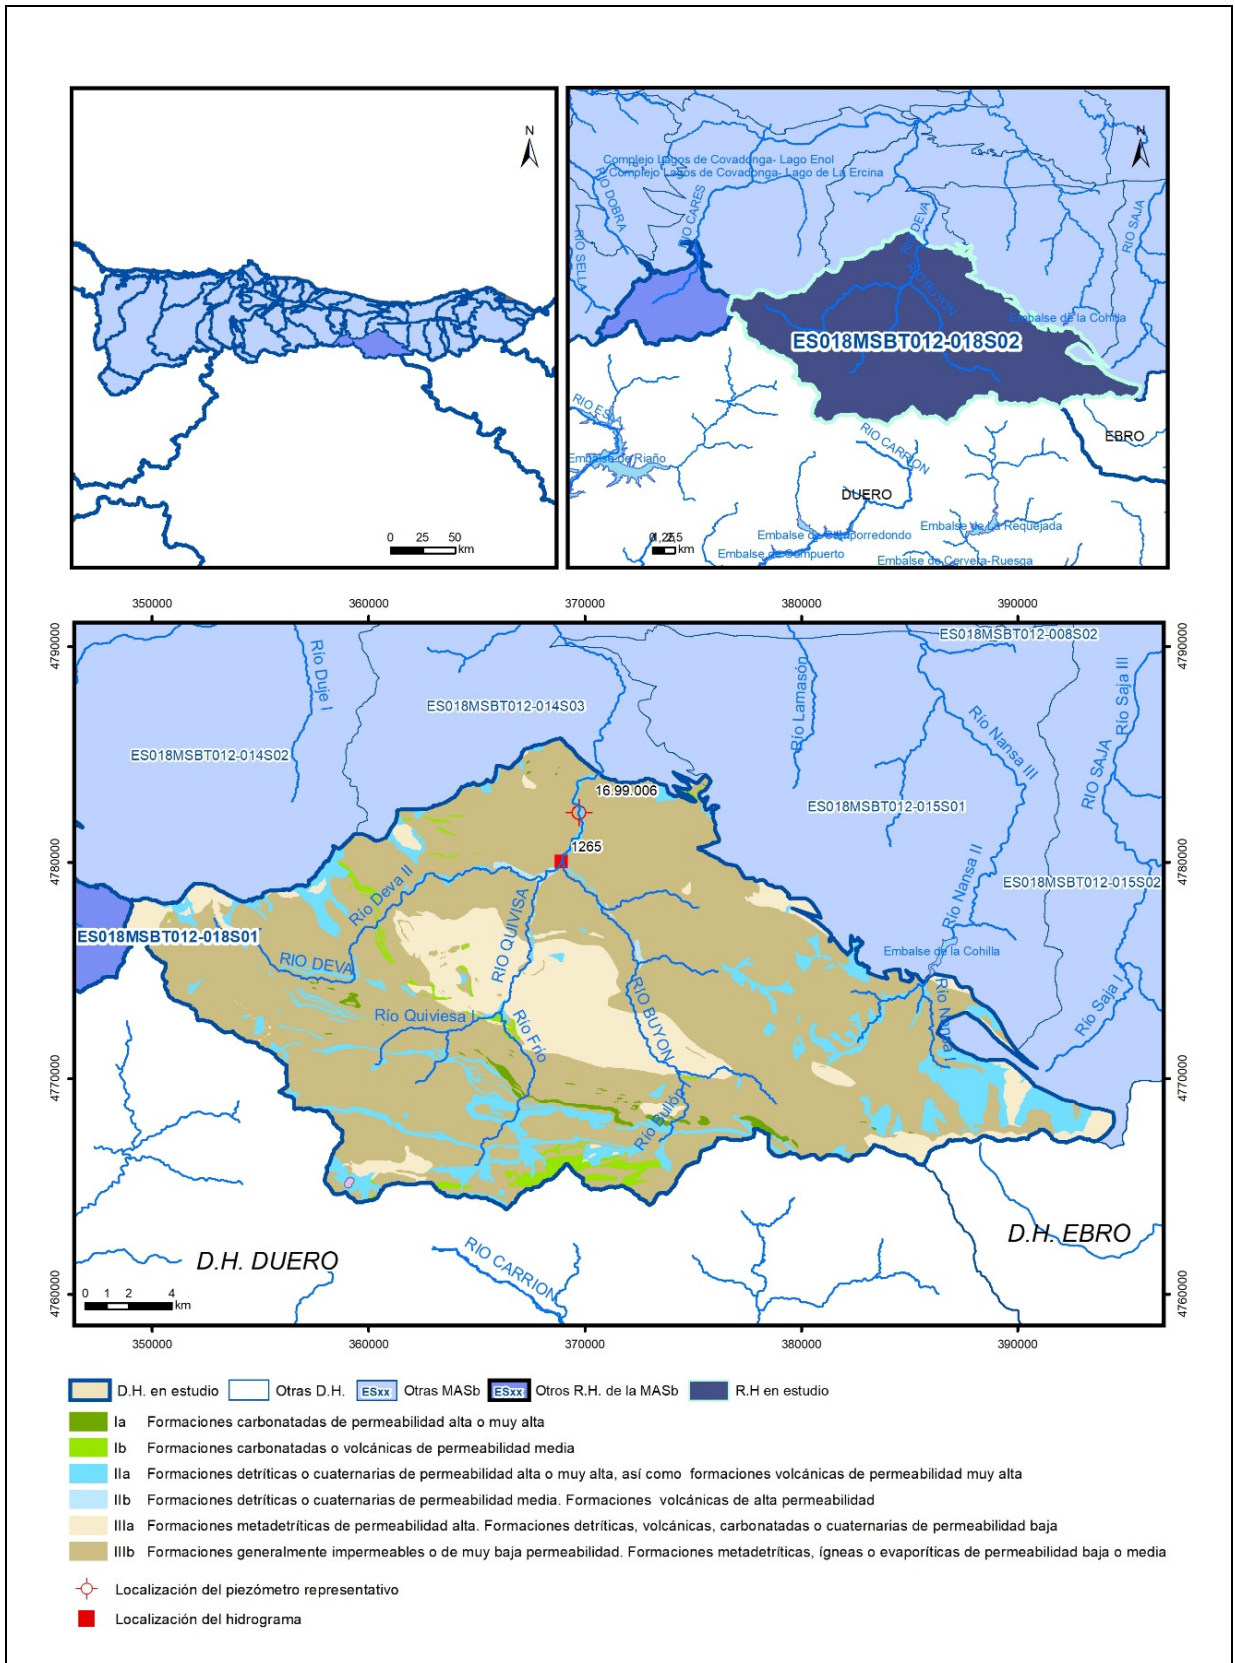 N
0 25 50
km
N
Complejo Lagos de Covadonga- Lago Enol
Complejo Lagos de Covadonga- Lago de La Ercina
RIO DOBRA
RIO CARES
RIO SELLA
RIO DEVA
RIO SAJA
RIO BUYON
Embalse de la Cohilla
ES018MSBT012-018S02
RIO ESLA
Embalse de Riaño
RIO CARRION
EBRO
DUERO
Embalse de Camporredondo
Embalse de La Requejada
Embalse de Compuerto
Embalse de Cervera-Ruesga
km
350000 360000 370000 380000 390000
4790000
4780000
4770000
4760000
4790000
4780000
4770000
4760000
ES018MSBT012-008S02
Río Duje I
ES018MSBT012-014S03
Río Lamasón
Río Nansa III
Río Saja III
RIO SAJA
ES018MSBT012-014S02
16.99.006
ES018MSBT012-015S01
1265
Río Nansa II
ES018MSBT012-015S02
Río Deva II
ES018MSBT012-018S01
RIO QUIVISA
Embalse de la Cohilla
RIO DEVA
RIO BUYON
Río Nansa I
Río Saja I
Río Quiviesa I
Río Frío
Río Bullón
D.H. DUERO
D.H. EBRO
RIO CARRION
0 1 2 4
km
350000 360000 370000 380000 390000
D.H. en estudio
Otras D.H.
ESxx Otras MASb
ESxx Otros R.H. de la MASb
R.H en estudio
Ia Formaciones carbonatadas de permeabilidad alta o muy alta
Ib Formaciones carbonatadas o volcánicas de permeabilidad media
IIa Formaciones detríticas o cuaternarias de permeabilidad alta o muy alta, así como formaciones volcánicas de permeabilidad muy alta
IIb Formaciones detríticas o cuaternarias de permeabilidad media. Formaciones volcánicas de alta permeabilidad
IIIa Formaciones metadetríticas de permeabilidad alta. Formaciones detríticas, volcánicas, carbonatadas o cuaternarias de permeabilidad baja
IIIb Formaciones generalmente impermeables o de muy baja permeabilidad. Formaciones metadetríticas, ígneas o evaporíticas de permeabilidad baja o media
Localización del piezómetro representativo
Localización del hidrograma